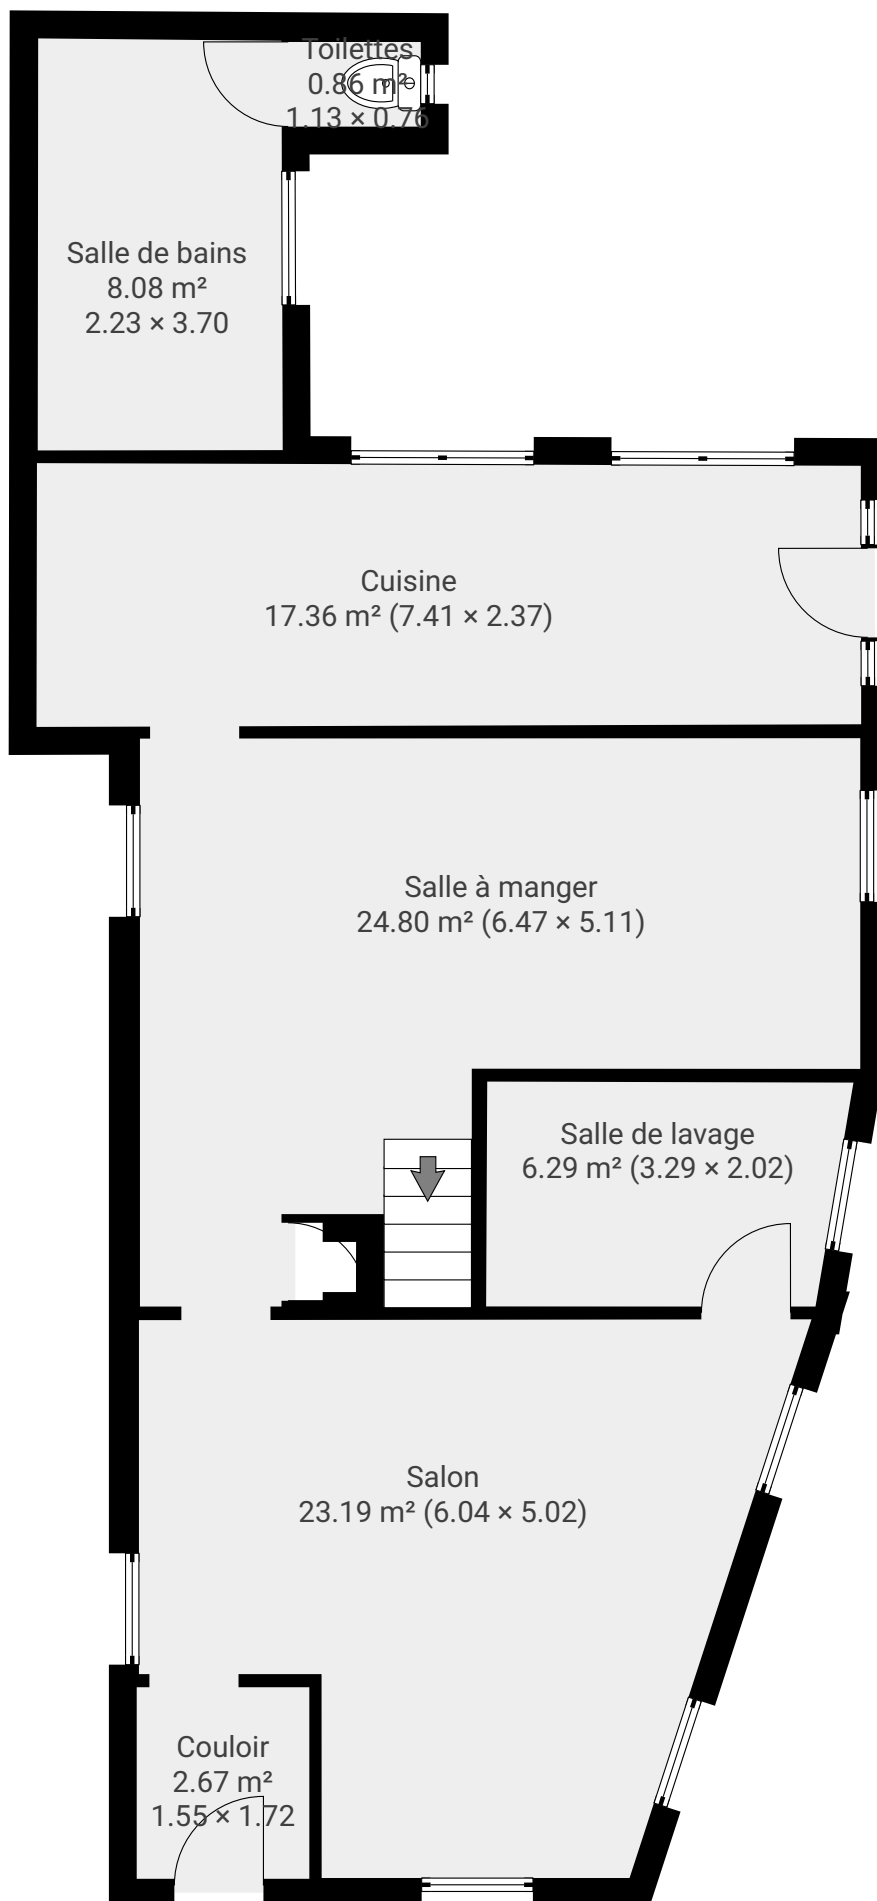 Toilettes
0.86 m²
1.13 × 0.76
Salle de bains
8.08 m²
2.23 × 3.70
Cuisine
17.36 m² (7.41 × 2.37)
Salle à manger
24.80 m² (6.47 × 5.11)
Salle de lavage
6.29 m² (3.29 × 2.02)
Salon
23.19 m² (6.04 × 5.02)
Couloir
2.67 m²
1.55 × 1.72